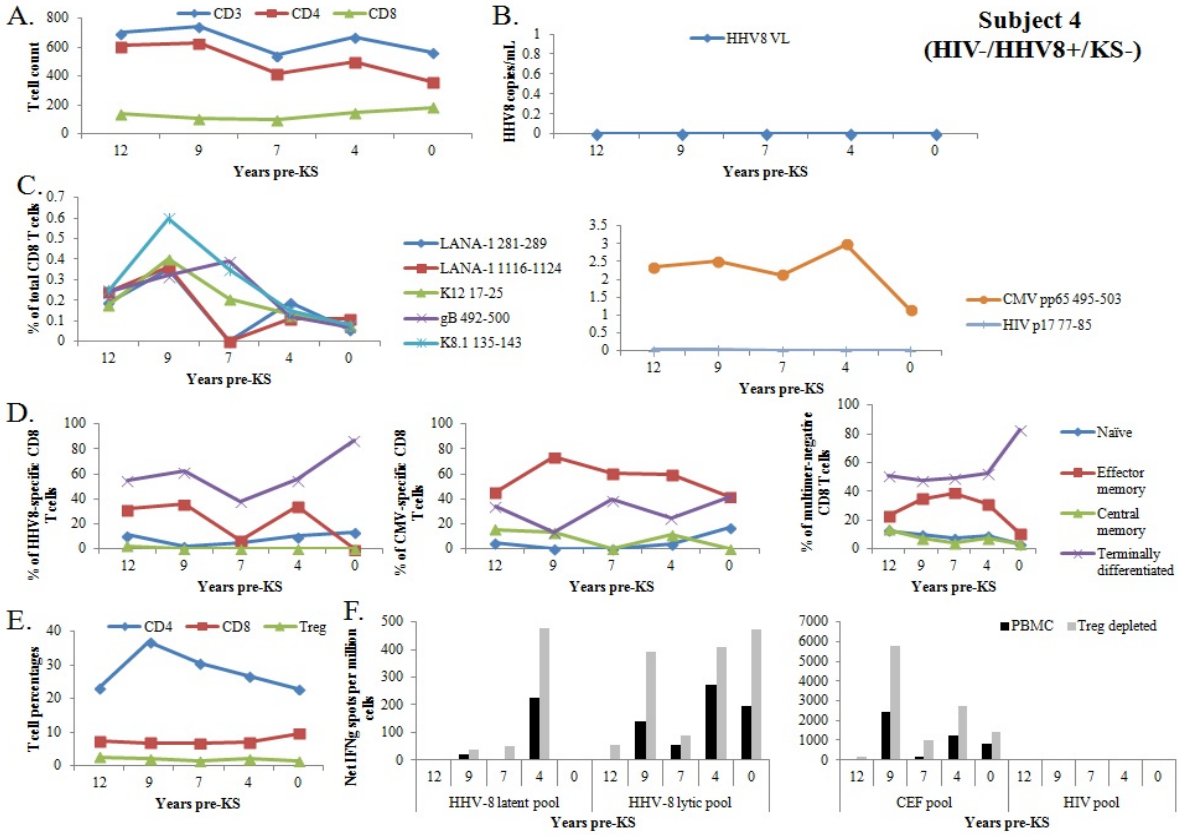 A.
CD3 CD4 CD8
T cell count
800
600
400
200
0
12 9 7 4 0
Years pre-KS
B.
HHV8 VL
HHV8 copies/mL
1
0.8
0.6
0.4
0.2
0
12 9 7 4 0
Years pre-KS
Subject 4
(HIV-/HHV8+/KS-)
C.
% of total CD8 T cells
0.7
0.6
0.5
0.4
0.3
0.2
0.1
0
12 9 7 4 0
Years pre-KS
LANA-1 281-289
LANA-1 1116-1124
K12 17-25
gB 492-500
K8.1 135-143
3.5
3
2.5
2
1.5
1
0.5
0
12 9 7 4 0
Years pre-KS
CMV pp65 495-503
HIV p17 77-85
D.
% of HHV8-specific CD8
T cells
100
80
60
40
20
0
12 9 7 4 0
Years pre-KS
% of CMV-specific CD8
T cells
100
80
60
40
20
0
12 9 7 4 0
Years pre-KS
% of multimer-negative
CD8 T cells
100
80
60
40
20
0
12 9 7 4 0
Years pre-KS
Naïve
Effector
memory
Central
memory
Terminally
differentiated
E.
CD4 CD8 Treg
T cell percentages
40
30
20
10
0
12 9 7 4 0
Years pre-KS
F.
Net IFNg spots per million
cells
500
400
300
200
100
0
12 9 7 4 0 12 9 7 4 0
HHV-8 latent pool HHV-8 lytic pool
Years pre-KS
PBMC Treg depleted
7000
6000
5000
4000
3000
2000
1000
0
12 9 7 4 0 12 9 7 4 0
CEF pool HIV pool
Years pre-KS